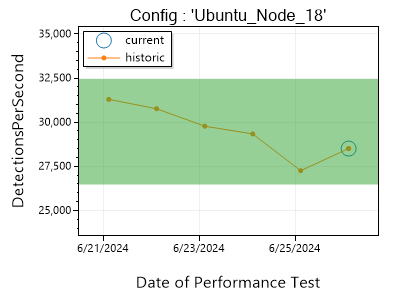 Config : 'Ubuntu_Node_18'
35,000
32,500
30,000
27,500
25,000
DetectionsPerSecond
current
historic
6/21/2024
6/23/2024
6/25/2024
Date of Performance Test